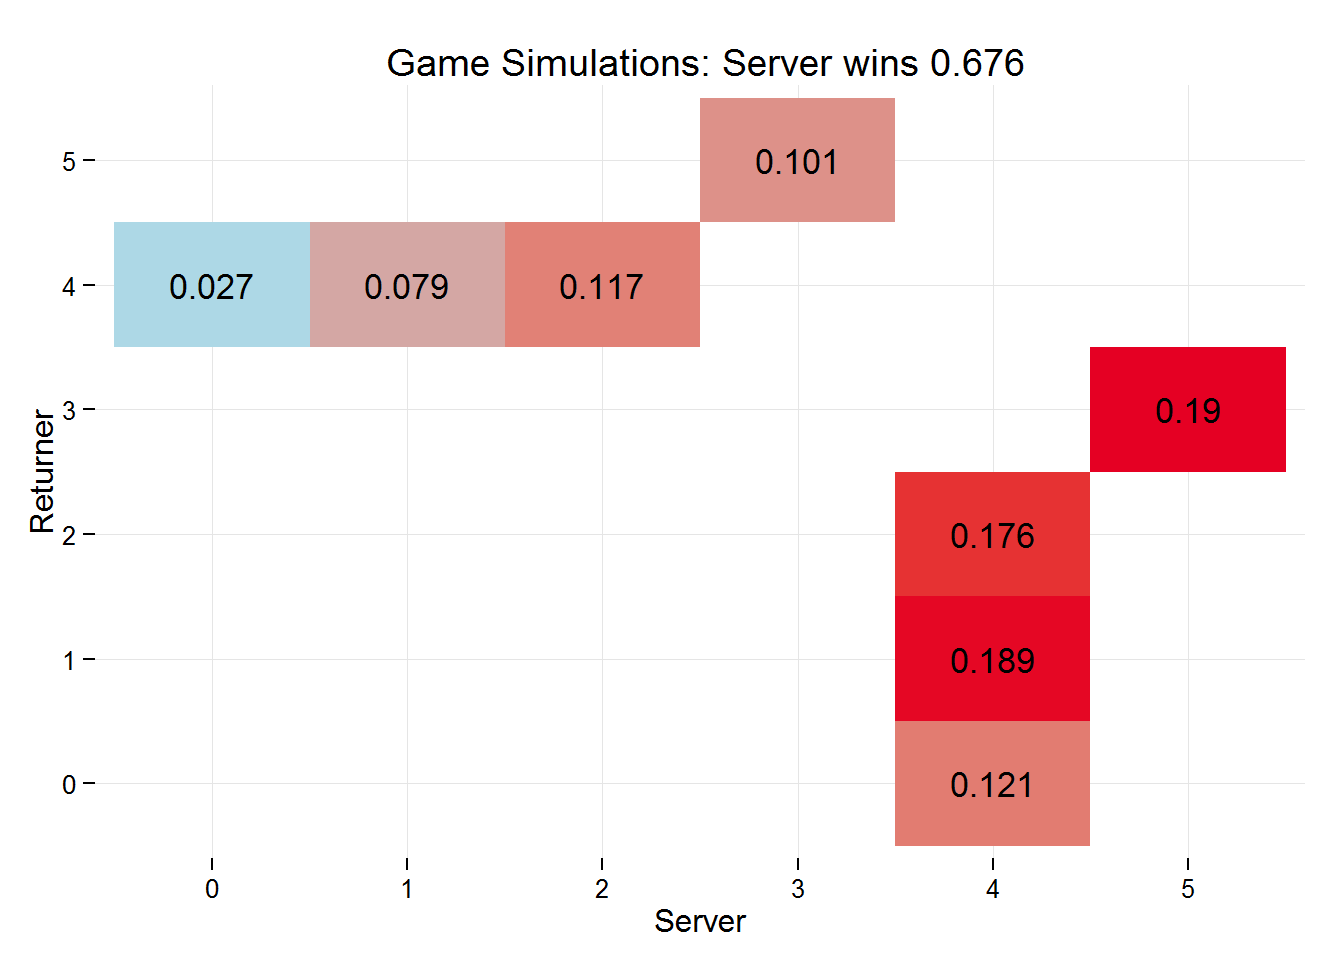 Game Simulations: Server wins 0.676
5
0.101
4
0.027 0.079 0.117
3
0.19
Returner
2
0.176
1
0.189
0
0.121
0 1 2 3 4 5
Server